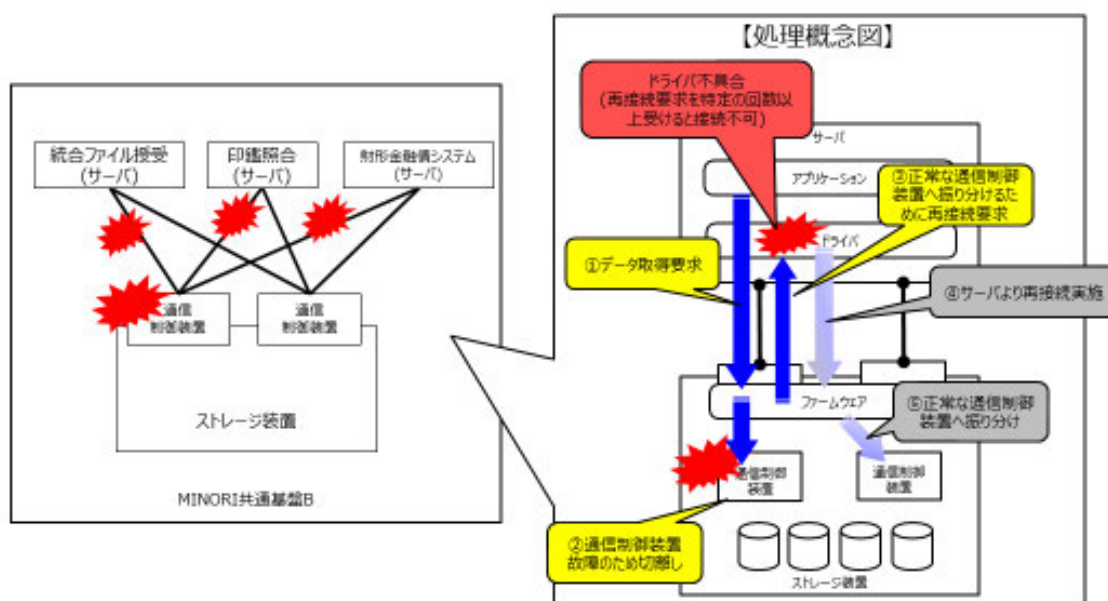 統合ファイル授受
(サーバ)
印鑑照合
(サーバ)
財形金融債システム
(サーバ)
通信
制御装置
通信
制御装置
ストレージ装置
MINORI共通基盤B
【処理概念図】
ドライバ不具合
(再接続要求を特定の回数以
上受けると接続不可)
サーバ
アプリケーション
③正常な通信制御
装置へ振り分けるた
めに再接続要求
ドライバ
①データ取得要求
④サーバより再接続実施
ファームウェア
⑤正常な通信制御
装置へ振り分け
通信制御
装置
通信制御
装置
②通信制御装置
故障のため切離し
ストレージ装置